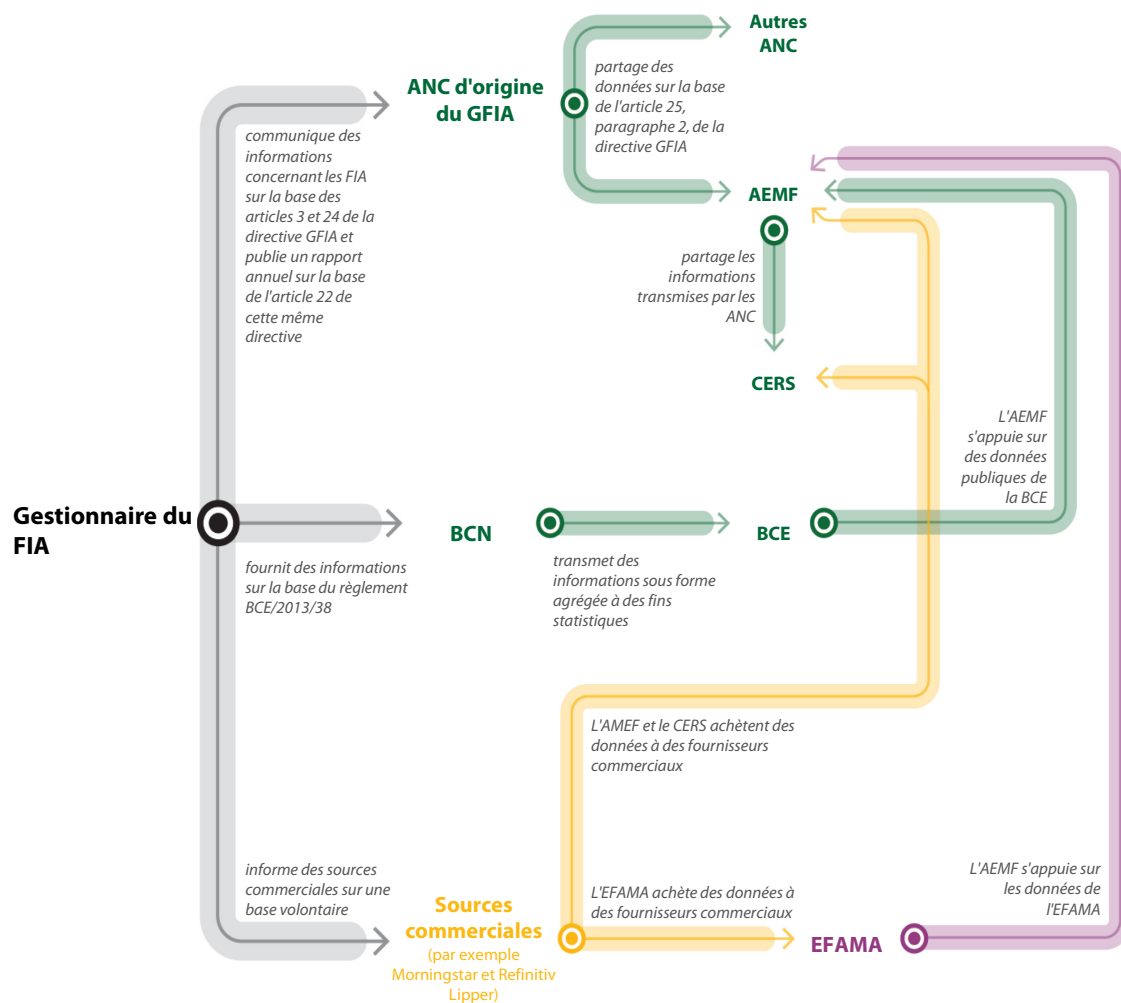 Autres
ANC
ANC d'origine
du GFIA
partage des
données sur la base
de l'article 25,
paragraphe 2, de la
directive GFIA
communique des
informations
concernant les FIA
sur la base des
articles 3 et 24 de la
directive GFIA et
publie un rapport
annuel sur la base
de l'article 22 de
cette même
directive
AEMF
partage les
informations
transmises par les
ANC
CERS
L'AEMF
s'appuie sur
des données
publiques de
la BCE
Gestionnaire du
FIA
BCN
BCE
fournit des informations
sur la base du règlement
BCE/2013/38
transmet des
informations sous forme
agrégée à des fins
statistiques
L'AMEF et le CERS achètent des
données à des fournisseurs
commerciaux
informe des sources
commerciales sur une
base volontaire
Sources
commerciales
(par exemple
Morningstar et Refinitiv
Lipper)
L'EFAMA achète des données à
des fournisseurs commerciaux
EFAMA
L'AEMF s'appuie sur
les données de
l'EFAMA